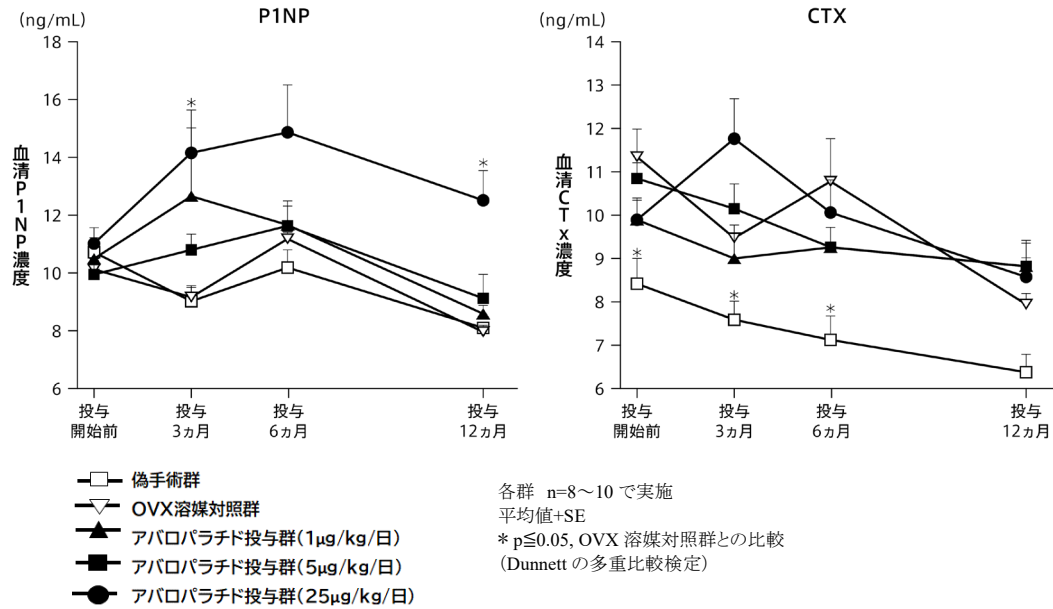 P1NP
(ng/mL)
18
16
14
12
10
8
6
血清P1NP濃度
*
*
投与
開始前
投与
3ヵ月
投与
6ヵ月
投与
12ヵ月
CTX
(ng/mL)
14
13
12
11
10
9
8
7
6
血清CTx濃度
*
*
*
投与
開始前
投与
3ヵ月
投与
6ヵ月
投与
12ヵ月
偽手術群
OVX溶媒対照群
アバロパラチド投与群(1μg/kg/日)
アバロパラチド投与群(5μg/kg/日)
アバロパラチド投与群(25μg/kg/日)
各群 n=8~10 で実施
平均値+SE
* p≦0.05, OVX 溶媒対照群との比較
(Dunnett の多重比較検定)